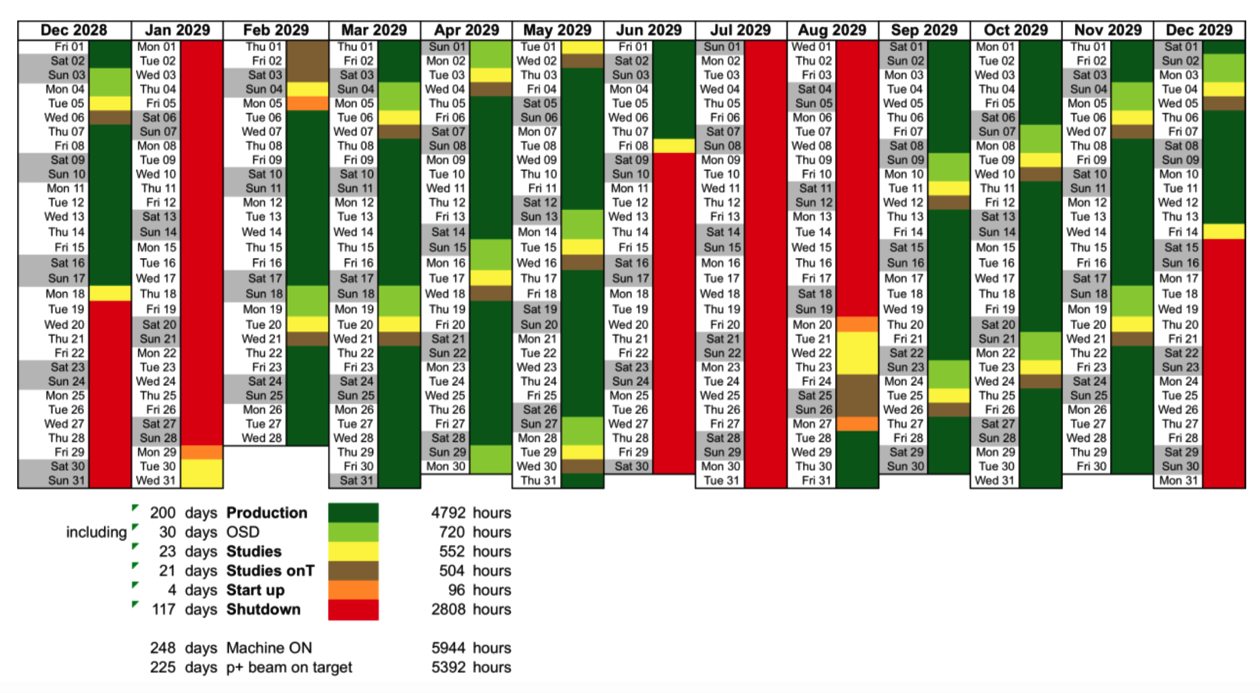 Dec 2028 Jan 2029 Feb 2029 Mar 2029 Apr 2029 May 2029 Jun 2029 Jul 2029 Aug 2029 Sep 2029 Oct 2029 Nov 2029 Dec 2029
Fri 01 Mon 01 Thu 01 Thu 01 Sun 01 Tue 01 Fri 01 Sun 01 Wed 01 Sat 01 Mon 01 Thu 01 Sat 01
Sat 02 Tue 02 Fri 02 Fri 02 Mon 02 Wed 02 Sat 02 Mon 02 Thu 02 Sun 02 Tue 02 Fri 02 Sun 02
Sun 03 Wed 03 Sat 03 Sat 03 Tue 03 Thu 03 Sun 03 Tue 03 Fri 03 Mon 03 Wed 03 Sat 03 Mon 03
Mon 04 Thu 04 Sun 04 Sun 04 Wed 04 Fri 04 Mon 04 Wed 04 Sat 04 Tue 04 Thu 04 Sun 04 Tue 04
Tue 05 Fri 05 Mon 05 Mon 05 Thu 05 Sat 05 Tue 05 Thu 05 Sun 05 Wed 05 Fri 05 Mon 05 Wed 05
Wed 06 Sat 06 Tue 06 Tue 06 Fri 06 Sun 06 Wed 06 Fri 06 Mon 06 Thu 06 Sat 06 Tue 06 Thu 06
Thu 07 Sun 07 Wed 07 Wed 07 Sat 07 Mon 07 Thu 07 Sat 07 Tue 07 Fri 07 Sun 07 Wed 07 Fri 07
Fri 08 Mon 08 Thu 08 Thu 08 Sun 08 Tue 08 Fri 08 Sun 08 Wed 08 Sat 08 Mon 08 Thu 08 Sat 08
Sat 09 Tue 09 Fri 09 Fri 09 Mon 09 Wed 09 Sat 09 Mon 09 Thu 09 Sun 09 Tue 09 Fri 09 Sun 09
Sun 10 Wed 10 Sat 10 Sat 10 Tue 10 Thu 10 Sun 10 Tue 10 Fri 10 Mon 10 Wed 10 Sat 10 Mon 10
Mon 11 Thu 11 Sun 11 Sun 11 Wed 11 Fri 11 Mon 11 Wed 11 Sat 11 Tue 11 Thu 11 Sun 11 Tue 11
Tue 12 Fri 12 Mon 12 Mon 12 Thu 12 Sat 12 Tue 12 Thu 12 Sun 12 Wed 12 Fri 12 Mon 12 Wed 12
Wed 13 Sat 13 Tue 13 Tue 13 Fri 13 Sun 13 Wed 13 Fri 13 Mon 13 Thu 13 Sat 13 Tue 13 Thu 13
Thu 14 Sun 14 Wed 14 Wed 14 Sat 14 Mon 14 Thu 14 Sat 14 Tue 14 Fri 14 Sun 14 Wed 14 Fri 14
Fri 15 Mon 15 Thu 15 Thu 15 Sun 15 Tue 15 Fri 15 Sun 15 Wed 15 Sat 15 Mon 15 Thu 15 Sat 15
Sat 16 Tue 16 Fri 16 Fri 16 Mon 16 Wed 16 Sat 16 Mon 16 Thu 16 Sun 16 Tue 16 Fri 16 Sun 16
Sun 17 Wed 17 Sat 17 Sat 17 Tue 17 Thu 17 Sun 17 Tue 17 Fri 17 Mon 17 Wed 17 Sat 17 Mon 17
Mon 18 Thu 18 Sun 18 Sun 18 Wed 18 Fri 18 Mon 18 Wed 18 Sat 18 Tue 18 Thu 18 Sun 18 Tue 18
Tue 19 Fri 19 Mon 19 Mon 19 Thu 19 Sat 19 Tue 19 Thu 19 Sun 19 Wed 19 Fri 19 Mon 19 Wed 19
Wed 20 Sat 20 Tue 20 Tue 20 Fri 20 Sun 20 Wed 20 Fri 20 Mon 20 Thu 20 Sat 20 Tue 20 Thu 20
Thu 21 Sun 21 Wed 21 Wed 21 Sat 21 Mon 21 Thu 21 Sat 21 Tue 21 Fri 21 Sun 21 Wed 21 Fri 21
Fri 22 Mon 22 Thu 22 Thu 22 Sun 22 Tue 22 Fri 22 Sun 22 Wed 22 Sat 22 Mon 22 Thu 22 Sat 22
Sat 23 Tue 23 Fri 23 Fri 23 Mon 23 Wed 23 Sat 23 Mon 23 Thu 23 Sun 23 Tue 23 Fri 23 Sun 23
Sun 24 Wed 24 Sat 24 Sat 24 Tue 24 Thu 24 Sun 24 Tue 24 Fri 24 Mon 24 Wed 24 Sat 24 Mon 24
Mon 25 Thu 25 Sun 25 Sun 25 Wed 25 Fri 25 Mon 25 Wed 25 Sat 25 Tue 25 Thu 25 Sun 25 Tue 25
Tue 26 Fri 26 Mon 26 Mon 26 Thu 26 Sat 26 Tue 26 Thu 26 Sun 26 Wed 26 Fri 26 Mon 26 Wed 26
Wed 27 Sat 27 Tue 27 Tue 27 Fri 27 Sun 27 Wed 27 Fri 27 Mon 27 Thu 27 Sat 27 Tue 27 Thu 27
Thu 28 Sun 28 Wed 28 Wed 28 Sat 28 Mon 28 Thu 28 Sat 28 Tue 28 Fri 28 Sun 28 Wed 28 Fri 28
Fri 29 Mon 29 Thu 29 Sun 29 Tue 29 Fri 29 Sun 29 Wed 29 Sat 29 Mon 29 Thu 29 Sat 29
Sat 30 Tue 30 Fri 30 Mon 30 Wed 30 Sat 30 Mon 30 Thu 30 Sun 30 Tue 30 Fri 30 Sun 30
Sun 31 Wed 31 Sat 31 Thu 31 Tue 31 Fri 31 Wed 31 Mon 31
200 days Production 4792 hours
including 30 days OSD 720 hours
23 days Studies 552 hours
21 days Studies onT 504 hours
4 days Start up 96 hours
117 days Shutdown 2808 hours
248 days Machine ON 5944 hours
225 days p+ beam on target 5392 hours